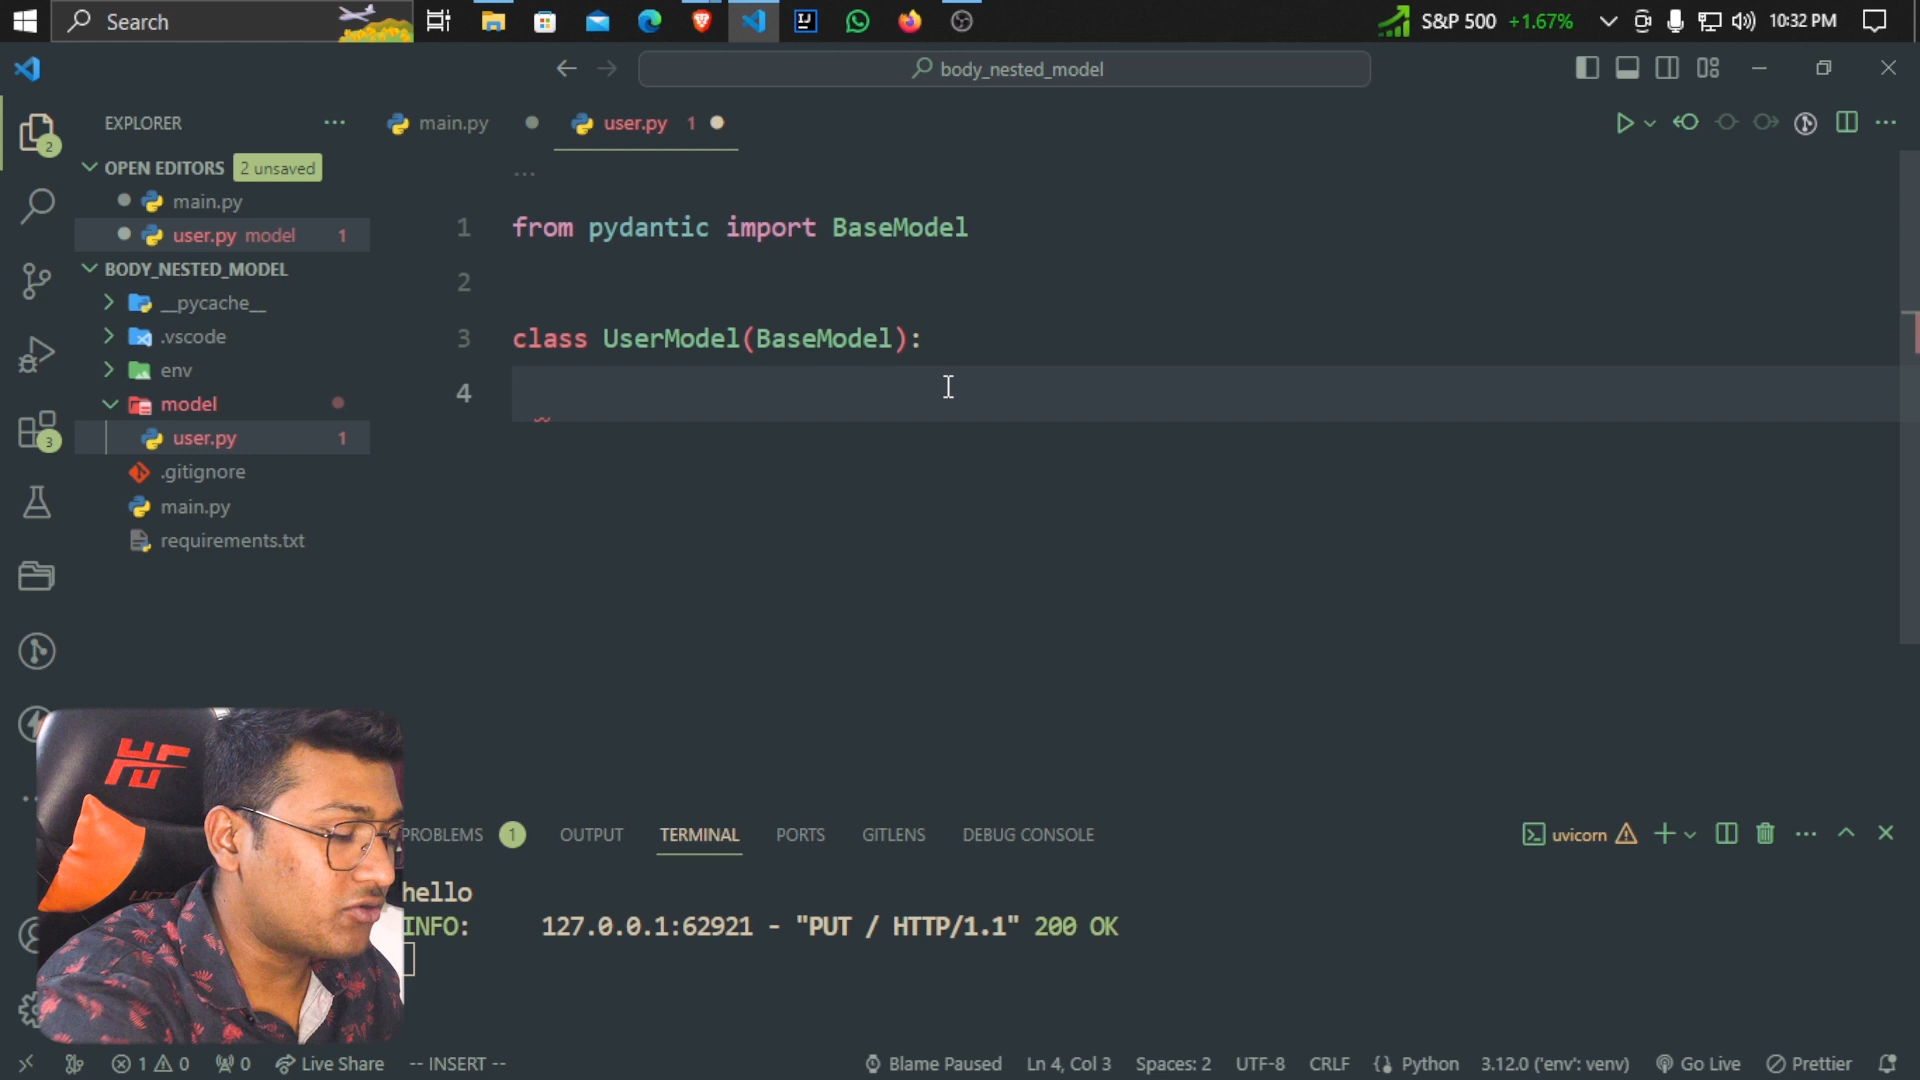 Search
S&P 500 +1.67%
10:32 PM
body_nested_model
EXPLORER
main.py
user.py 1
OPEN EDITORS 2 unsaved
main.py
user.py model 1
BODY_NESTED_MODEL
__pycache__
.vscode
env
model
user.py 1
.gitignore
main.py
requirements.txt
2
3
...
1 from pydantic import BaseModel
2
3 class UserModel(BaseModel):
4
PROBLEMS 1 OUTPUT TERMINAL PORTS GITLENS DEBUG CONSOLE
uvicorn
hello
INFO: 127.0.0.1:62921 - "PUT / HTTP/1.1" 200 OK
HF
1 0 0 Live Share -- INSERT --
Blame Paused Ln 4, Col 3 Spaces: 2 UTF-8 CRLF Python 3.12.0 ('env': venv) Go Live Prettier